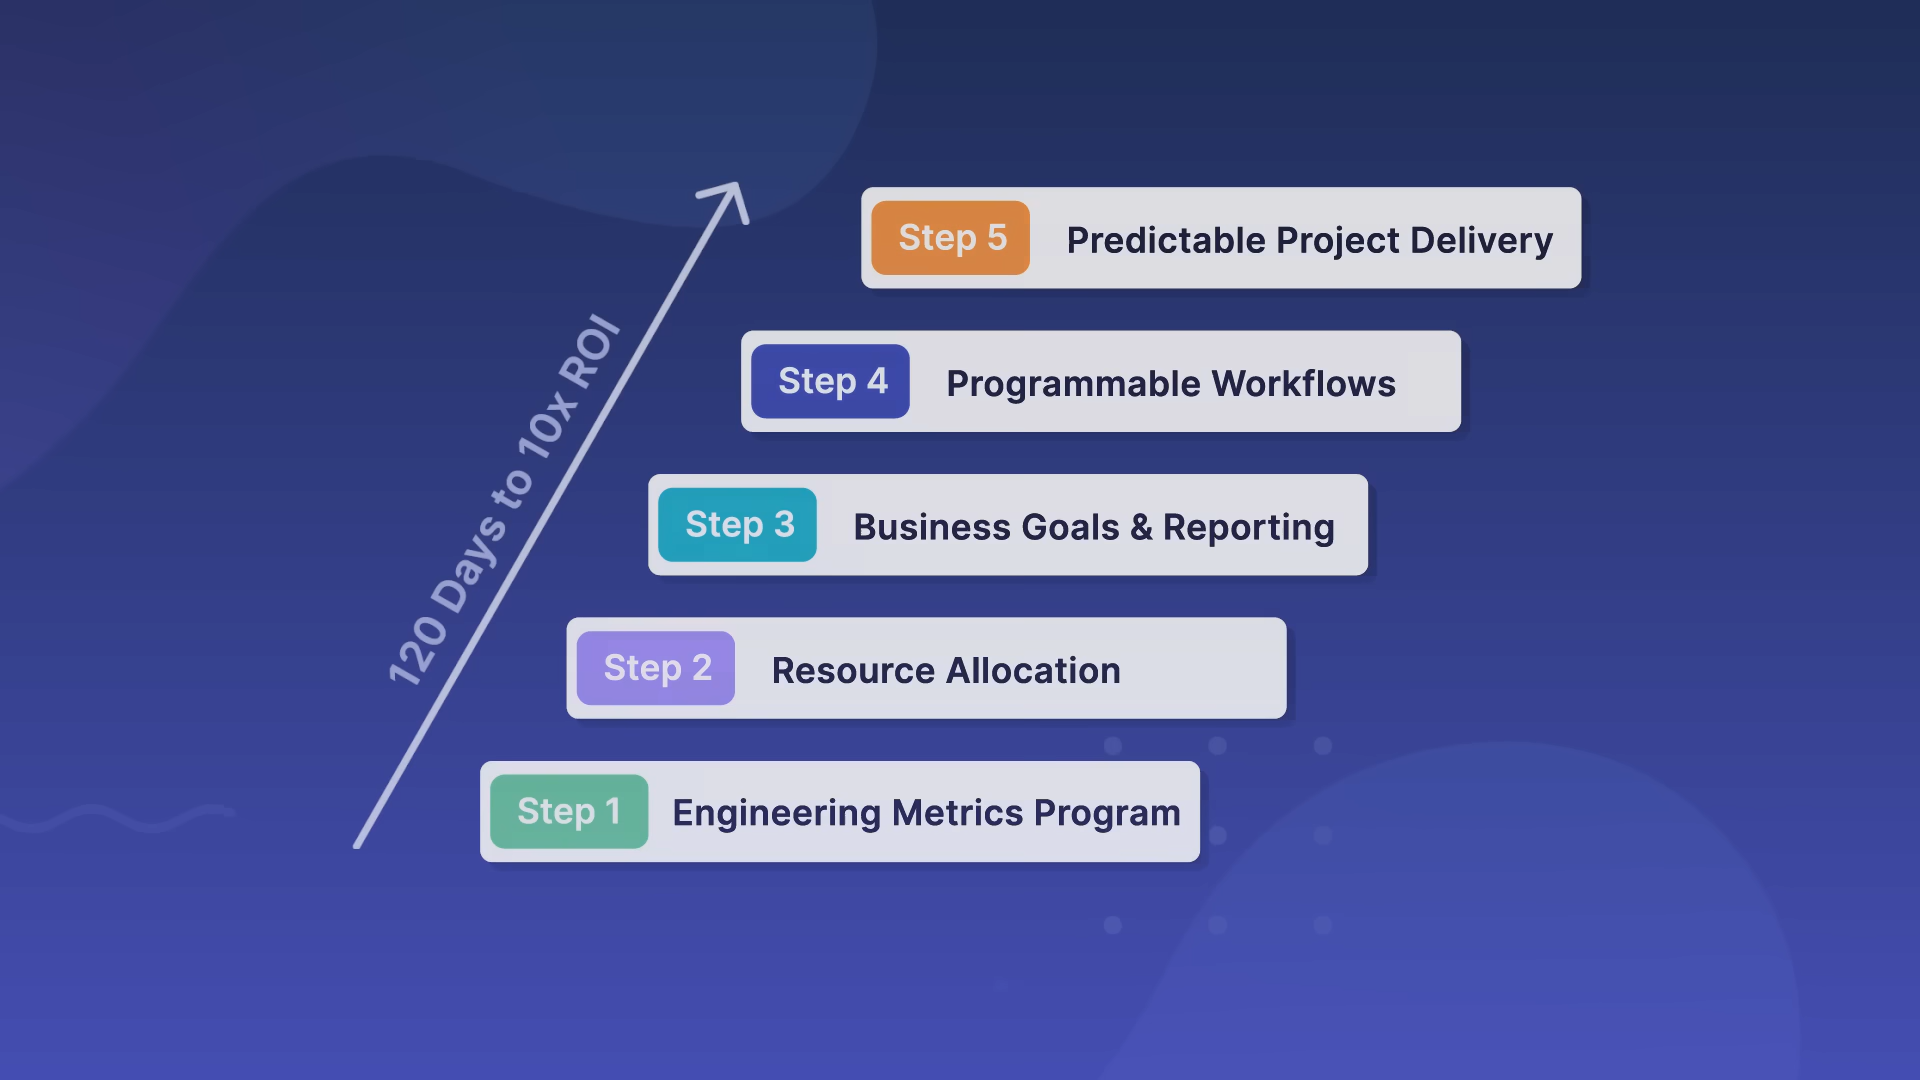 Step 5 Predictable Project Delivery
Step 4 Programmable Workflows
120 Days to 10x ROI
Step 3 Business Goals & Reporting
Step 2 Resource Allocation
Step 1 Engineering Metrics Program